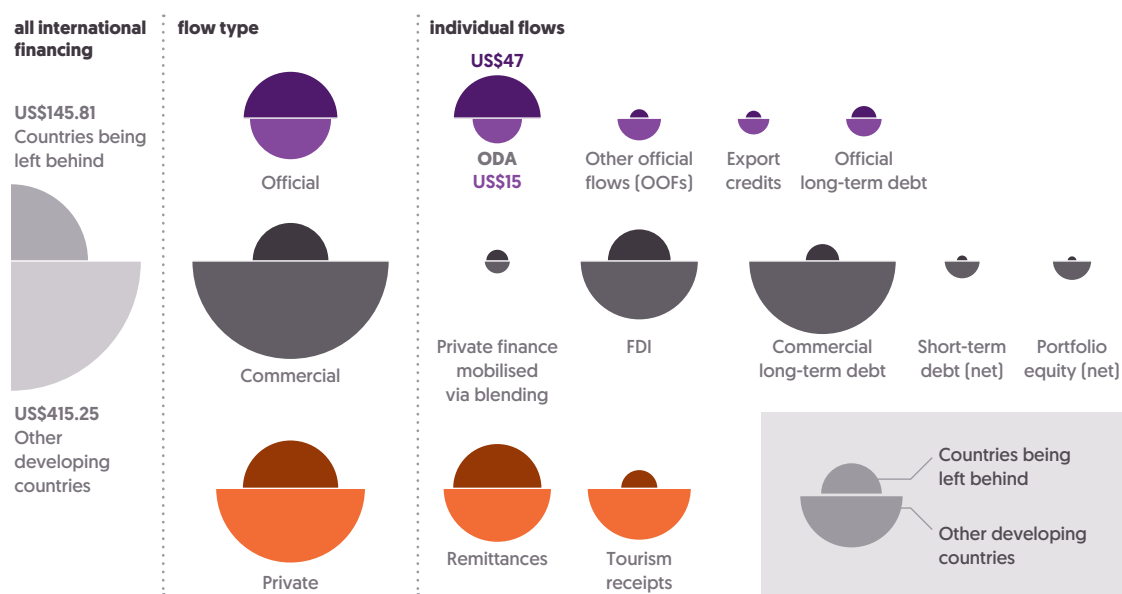 all international
financing
flow type
individual flows
US$145.81
Countries being
left behind
US$415.25
Other
developing
countries
Official
US$47
ODA
US$15
Other official
flows (OOFs)
Export
credits
Official
long-term debt
Commercial
Private finance
mobilised
via blending
FDI
Commercial
long-term debt
Short-term
debt (net)
Portfolio
equity (net)
Private
Remittances
Tourism
receipts
Countries being
left behind
Other developing
countries